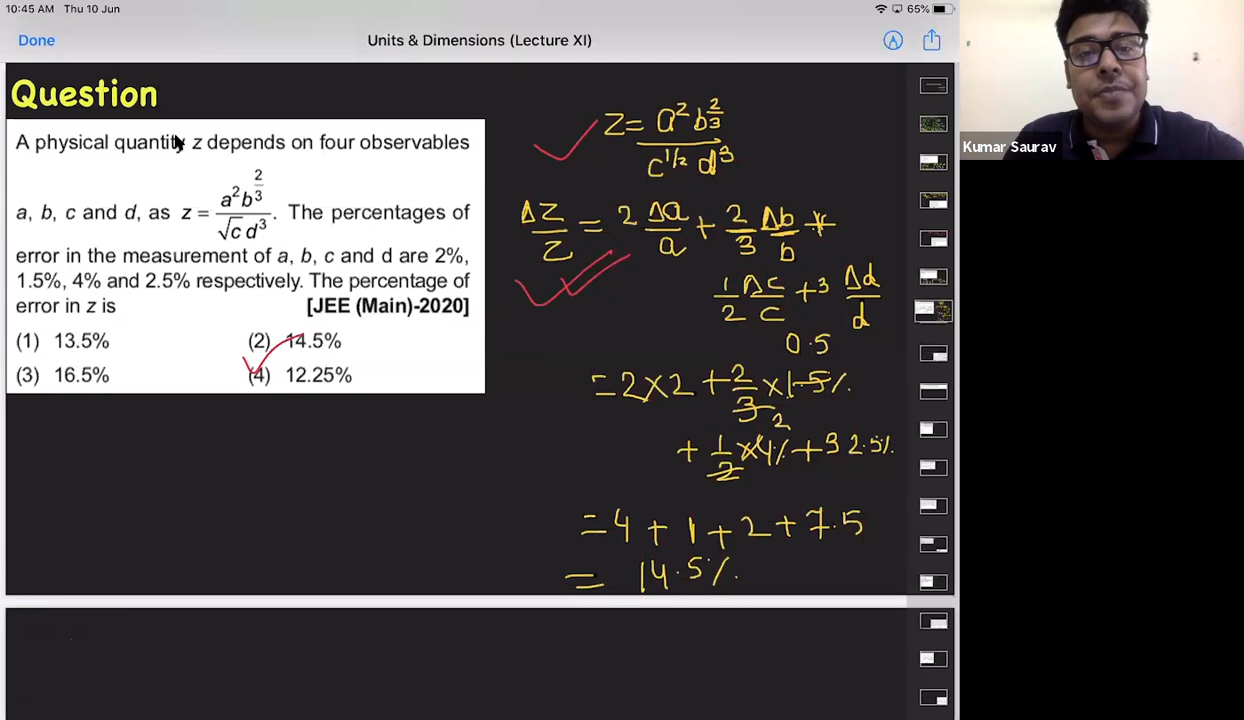 10:45 AM Thu 10 Jun
65%
Done
Units & Dimensions (Lecture XI)
Question
A physical quantity z depends on four observables
a, b, c and d, as z = a² b^(2/3) / √c d³. The percentages of
error in the measurement of a, b, c and d are 2%,
1.5%, 4% and 2.5% respectively. The percentage of
error in z is [JEE (Main)-2020]
(1) 13.5% (2) 14.5%
(3) 16.5% (4) 12.25%
z = a² b^(2/3) / c^(1/2) d³
Δz/z = 2 Δa/a + 2/3 Δb/b +
1/2 Δc/c + 3 Δd/d
0.5
= 2 × 2 + 2/3 × 1.5%
2
+ 1/2 × 4% + 3 2.5%
= 4 + 1 + 2 + 7.5
= 14.5%
Kumar Saurav